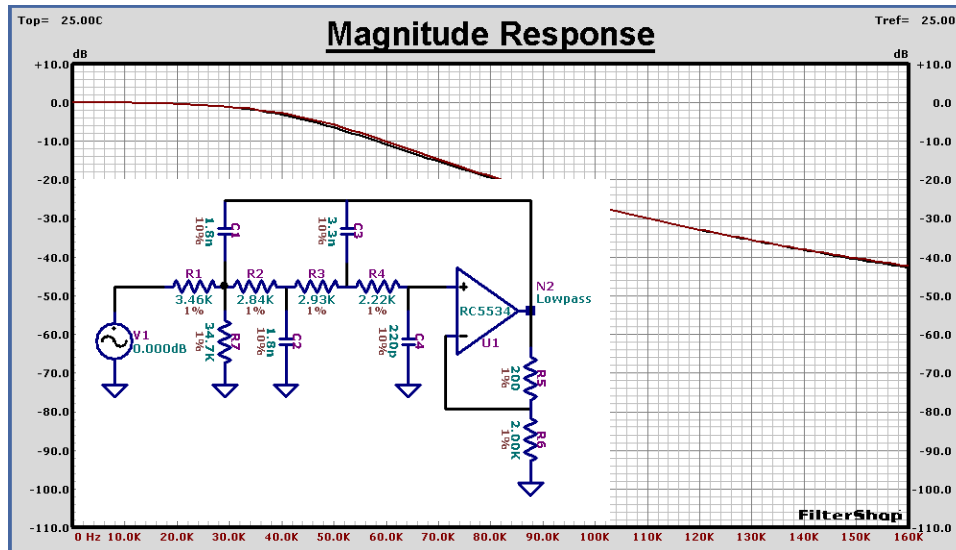 Top= 25.00C
Tref= 25.00
Magnitude Response
dB
dB
+10.0
+10.0
0.0
0.0
-10.0
-10.0
-20.0
-20.0
-30.0
-30.0
-40.0
-40.0
-50.0
-50.0
-60.0
-60.0
-70.0
-70.0
-80.0
-80.0
-90.0
-90.0
-100.0
-100.0
-110.0
-110.0
C1
1.8n
10%
C3
3.3n
10%
R1
3.46K
1%
R2
2.84K
1%
R3
2.93K
1%
R4
2.22K
1%
N2
Lowpass
RC5534
U1
V1
0.000dB
R7
34.7K
1%
C2
1.8n
10%
C4
220p
10%
R5
200
1%
R6
2.00K
1%
FilterShop
0 Hz 10.0K 20.0K 30.0K 40.0K 50.0K 60.0K 70.0K 80.0K 90.0K 100K 110K 120K 130K 140K 150K 160K